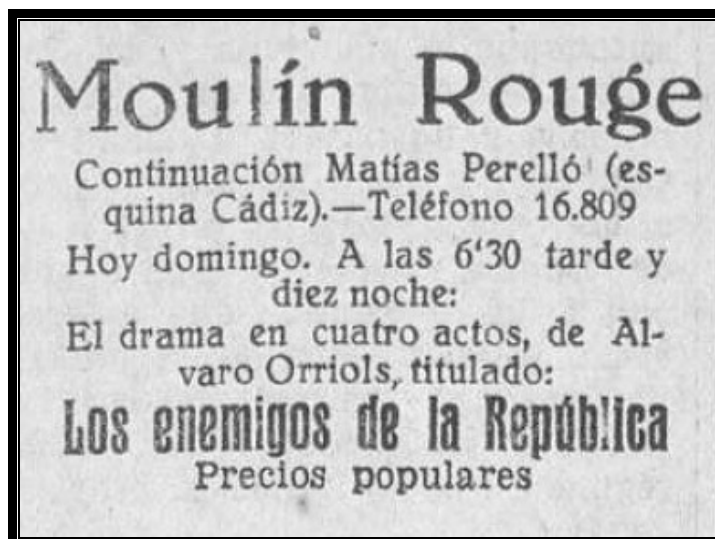 Moulín Rouge
Continuación Matías Perelló (es-
quina Cádiz).—Teléfono 16.809
Hoy domingo. A las 6'30 tarde y
diez noche:
El drama en cuatro actos, de Al-
varo Orriols, titulado:
Los enemigos de la República
Precios populares